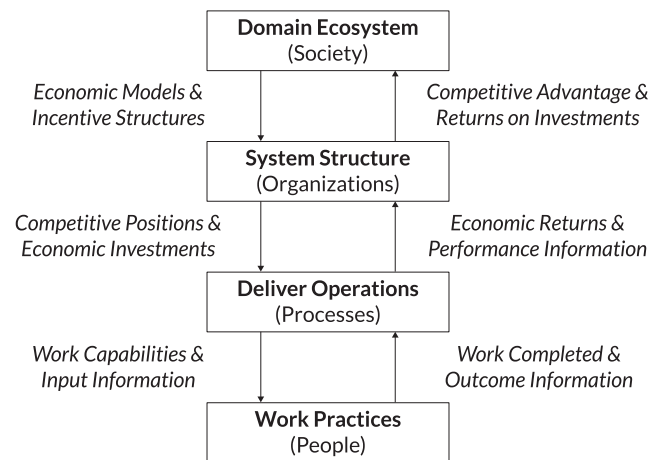 Domain Ecosystem
(Society)
Economic Models &
Incentive Structures
Competitive Advantage &
Returns on Investments
System Structure
(Organizations)
Competitive Positions &
Economic Investments
Economic Returns &
Performance Information
Deliver Operations
(Processes)
Work Capabilities &
Input Information
Work Completed &
Outcome Information
Work Practices
(People)